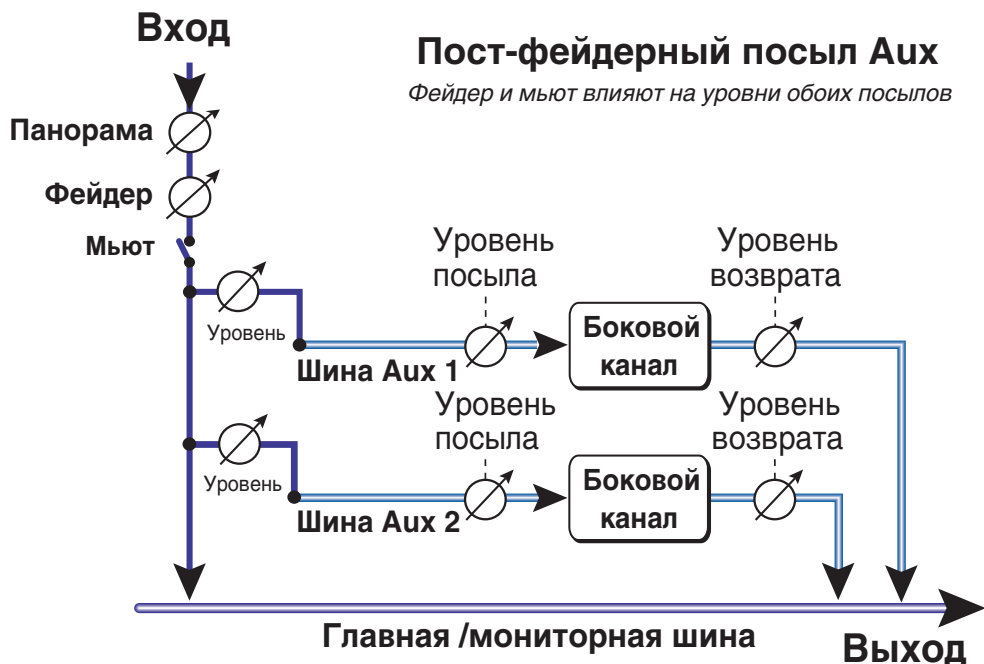 Вход
Пост-фейдерный посыл Aux
Фейдер и мьют влияют на уровни обоих посылов
Панорама
Фейдер
Мьют
Уровень
посыла
Уровень
возврата
Уровень
Боковой
канал
Шина Aux 1
Уровень
посыла
Уровень
возврата
Уровень
Боковой
канал
Шина Aux 2
Главная /мониторная шина
Выход